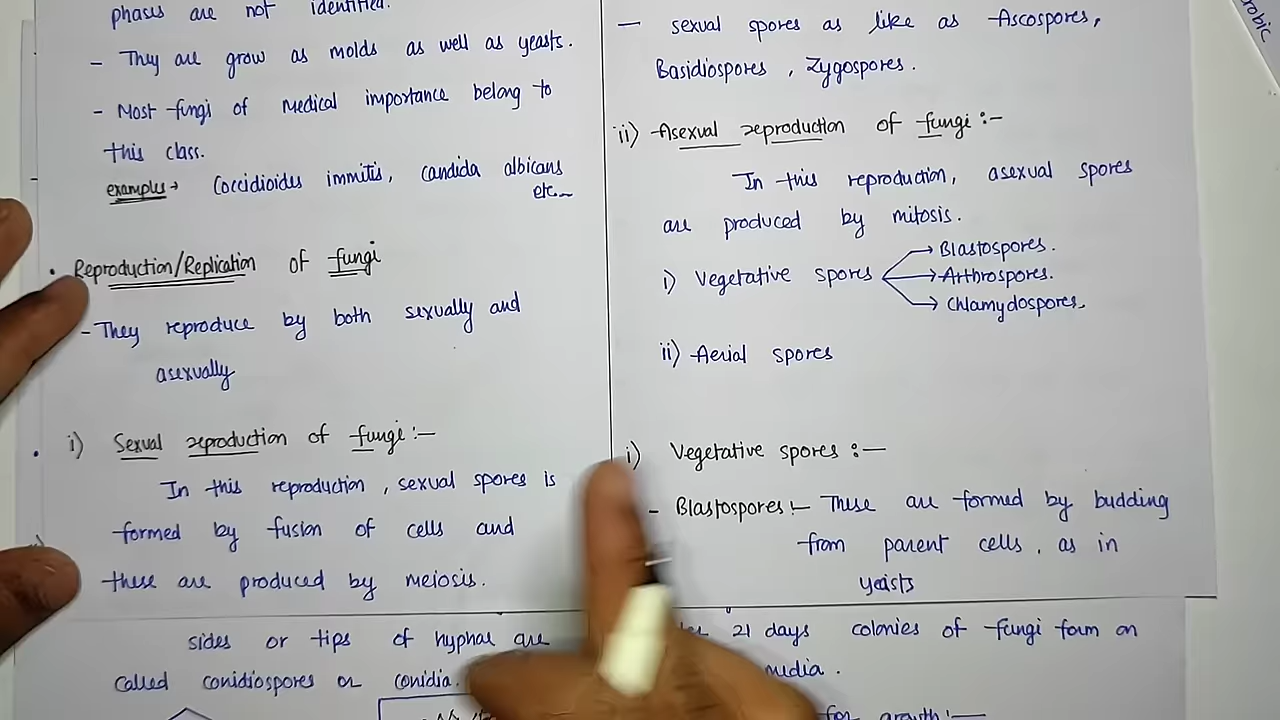 phases are not identified.
- They are grow as molds as well as yeasts.
- Most fungi of medical importance belong to
this class.
examples → Coccidioides immitis, candida albicans
etc
• Reproduction/Replication of fungi
- They reproduce by both sexually and
asexually
i) Sexual reproduction of fungi :-
In this reproduction, sexual spores is
formed by fusion of cells and
these are produced by meiosis.
sides or tips of hyphae are
called conidiospores or conidia.
- sexual spores as like as Ascospores,
Basidiospores, Zygospores.
ii) Asexual reproduction of fungi :-
In this reproduction, asexual spores
are produced by mitosis.
i) Vegetative spores → Blastospores.
→ Arthrospores.
→ Chlamydospores.
ii) Aerial spores
i) Vegetative spores :-
- Blastospores :- These are formed by budding
from parent cells, as in
yeists
21 days colonies of fungi form on
media.
for growth :-
robic